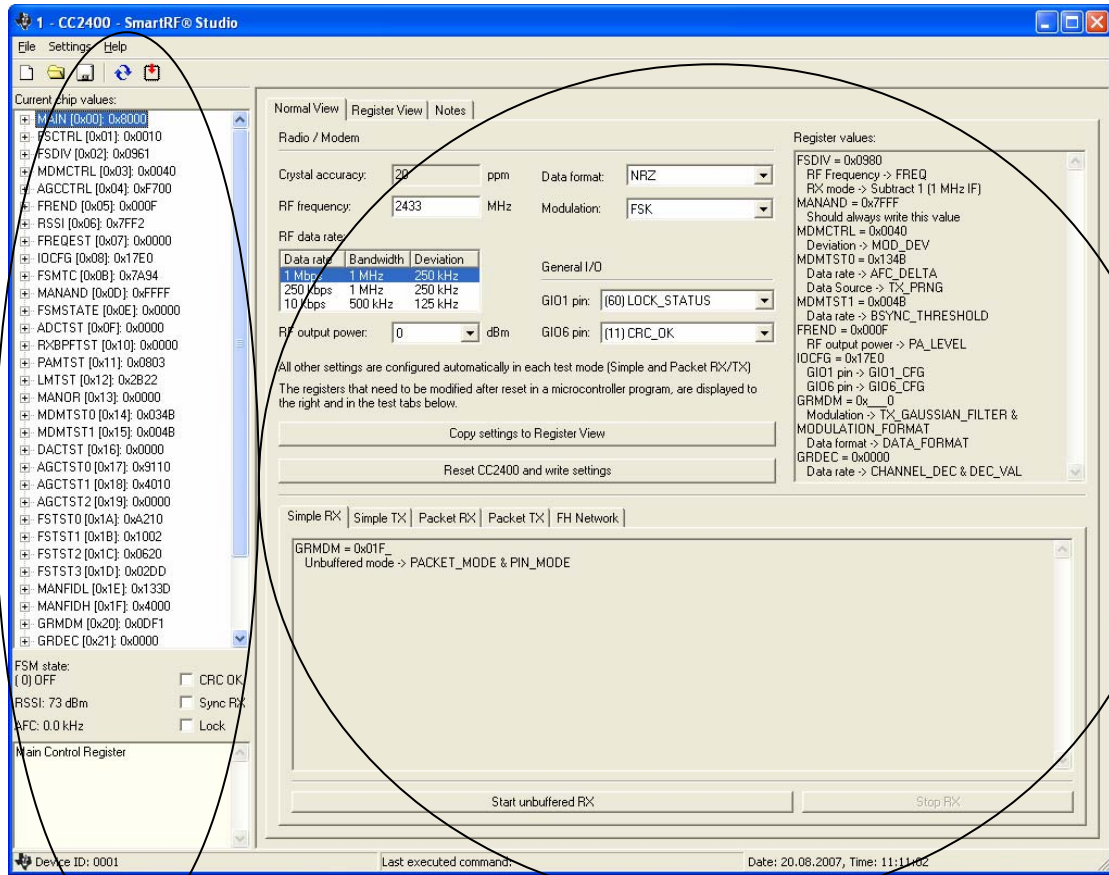 1 - CC2400 - SmartRF® Studio
File Settings Help
Current chip values:
MAIN [0x00]: 0x8000
FSCTRL [0x01]: 0x0010
FSDIV [0x02]: 0x0961
MDMCTRL [0x03]: 0x0040
AGCCTRL [0x04]: 0xF700
FREND [0x05]: 0x000F
RSSI [0x06]: 0x7FF2
FREQEST [0x07]: 0x0000
IOCFG [0x08]: 0x17E0
FSMTC [0x0B]: 0x7A94
MANAND [0x0D]: 0xFFFF
FSMSTATE [0x0E]: 0x0000
ADCTST [0x0F]: 0x0000
RXBPFTST [0x10]: 0x0000
PAMTST [0x11]: 0x0803
LMTST [0x12]: 0x2B22
MANOR [0x13]: 0x0000
MDMTST0 [0x14]: 0x034B
MDMTST1 [0x15]: 0x004B
DACTST [0x16]: 0x0000
AGCTST0 [0x17]: 0x9110
AGCTST1 [0x18]: 0x4010
AGCTST2 [0x19]: 0x0000
FSTST0 [0x1A]: 0xA210
FSTST1 [0x1B]: 0x1002
FSTST2 [0x1C]: 0x0620
FSTST3 [0x1D]: 0x02DD
MANFIDL [0x1E]: 0x133D
MANFIDH [0x1F]: 0x4000
GRMDM [0x20]: 0x0DF1
GRDEC [0x21]: 0x0000
FSM state:
( 0) OFF CRC OK
RSSI: 73 dBm Sync RX
AFC: 0.0 kHz Lock
Main Control Register
Normal View Register View Notes
Radio / Modem
Crystal accuracy: 20 ppm Data format: NRZ
RF frequency: 2433 MHz Modulation: FSK
RF data rate:
Data rate Bandwidth Deviation
1 Mbps 1 MHz 250 kHz
250 kbps 1 MHz 250 kHz
10 kbps 500 kHz 125 kHz
General I/O
GIO1 pin: (60) LOCK_STATUS
RF output power: 0 dBm GIO6 pin: (11) CRC_OK
All other settings are configured automatically in each test mode (Simple and Packet RX/TX)
The registers that need to be modified after reset in a microcontroller program, are displayed to
the right and in the test tabs below.
Copy settings to Register View
Reset CC2400 and write settings
Register values:
FSDIV = 0x0980
RF Frequency -> FREQ
RX mode -> Subtract 1 (1 MHz IF)
MANAND = 0x7FFF
Should always write this value
MDMCTRL = 0x0040
Deviation -> MOD_DEV
MDMTST0 = 0x134B
Data rate -> AFC_DELTA
Data Source -> TX_PRNG
MDMTST1 = 0x004B
Data rate -> BSYNC_THRESHOLD
FREND = 0x000F
RF output power -> PA_LEVEL
IOCFG = 0x17E0
GIO1 pin -> GIO1_CFG
GIO6 pin -> GIO6_CFG
GRMDM = 0x___0
Modulation -> TX_GAUSSIAN_FILTER &
MODULATION_FORMAT
Data format -> DATA_FORMAT
GRDEC = 0x0000
Data rate -> CHANNEL_DEC & DEC_VAL
Simple RX Simple TX Packet RX Packet TX FH Network
GRMDM = 0x01F_
Unbuffered mode -> PACKET_MODE & PIN_MODE
Start unbuffered RX Stop RX
Device ID: 0001 Last executed command: Date: 20.08.2007, Time: 11:11:02